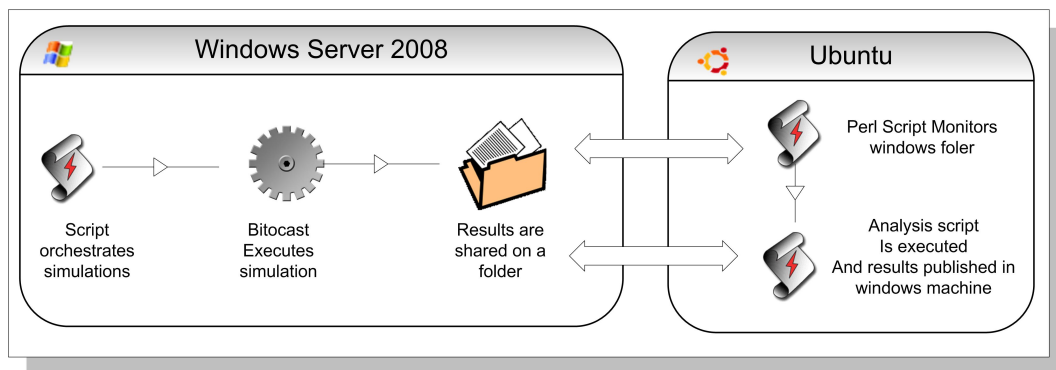 Windows Server 2008
Script
orchestrates
simulations
Bitocast
Executes
simulation
Results are
shared on a
folder
Ubuntu
Perl Script Monitors
windows foler
Analysis script
Is executed
And results published in
windows machine